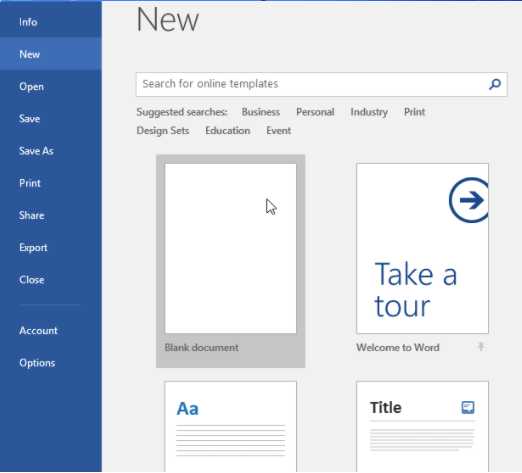 Info
New
Open
Save
Save As
Print
Share
Export
Close
Account
Options
New
Search for online templates
Suggested searches: Business Personal Industry Print
Design Sets Education Event
Take a
tour
Blank document
Welcome to Word
Aa
Title